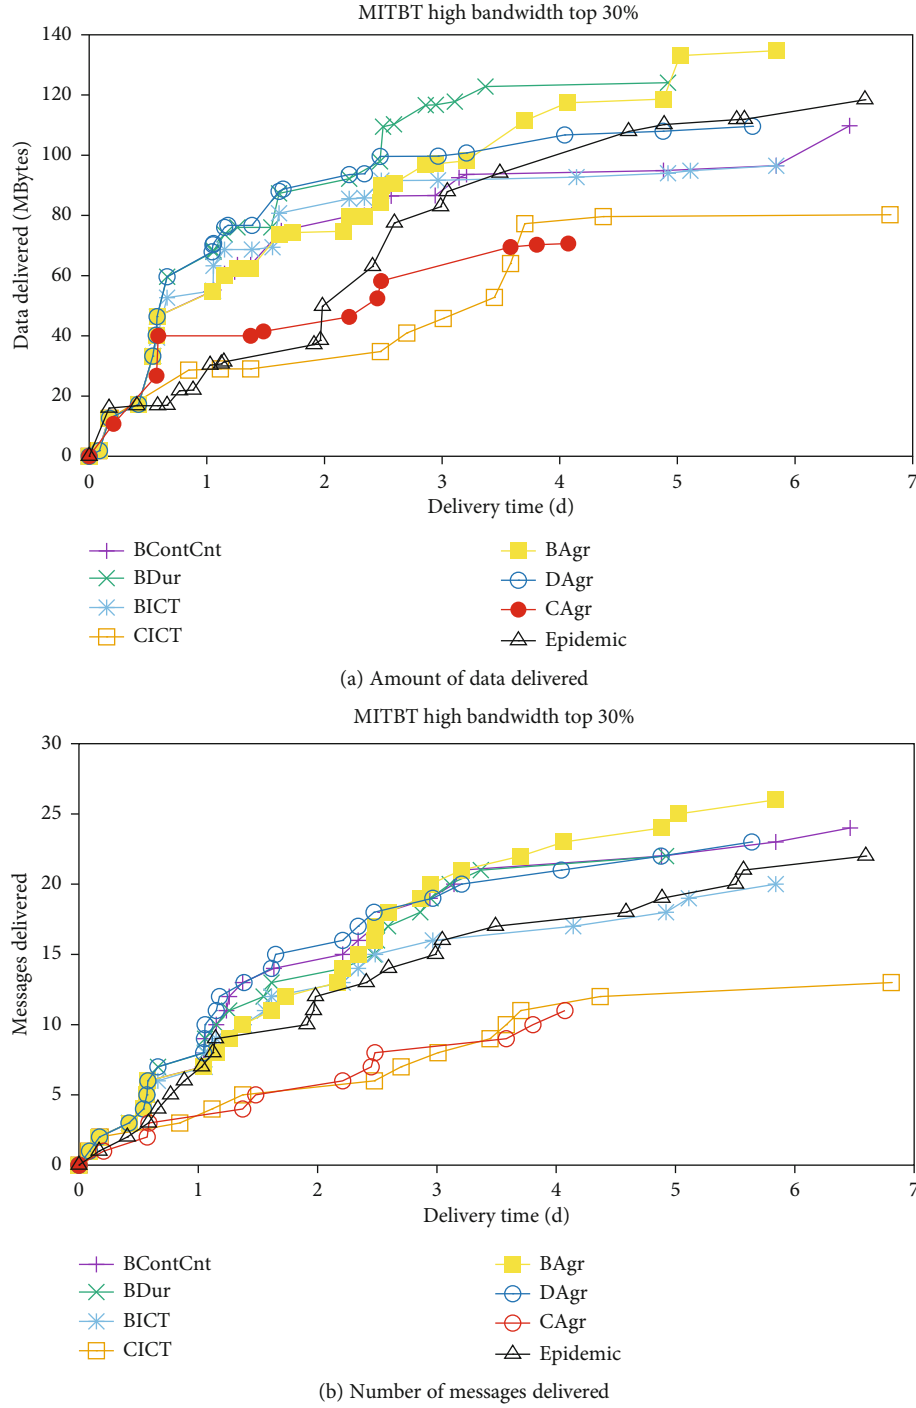 MITBT high bandwidth top 30%
140
120
100
80
60
40
20
0
Data delivered (MBytes)
0 1 2 3 4 5 6 7
Delivery time (d)
BContCnt BAgr
BDur DAgr
BICT CAgr
CICT Epidemic
(a) Amount of data delivered
MITBT high bandwidth top 30%
30
25
20
15
10
5
0
Messages delivered
0 1 2 3 4 5 6 7
Delivery time (d)
BContCnt BAgr
BDur DAgr
BICT CAgr
CICT Epidemic
(b) Number of messages delivered